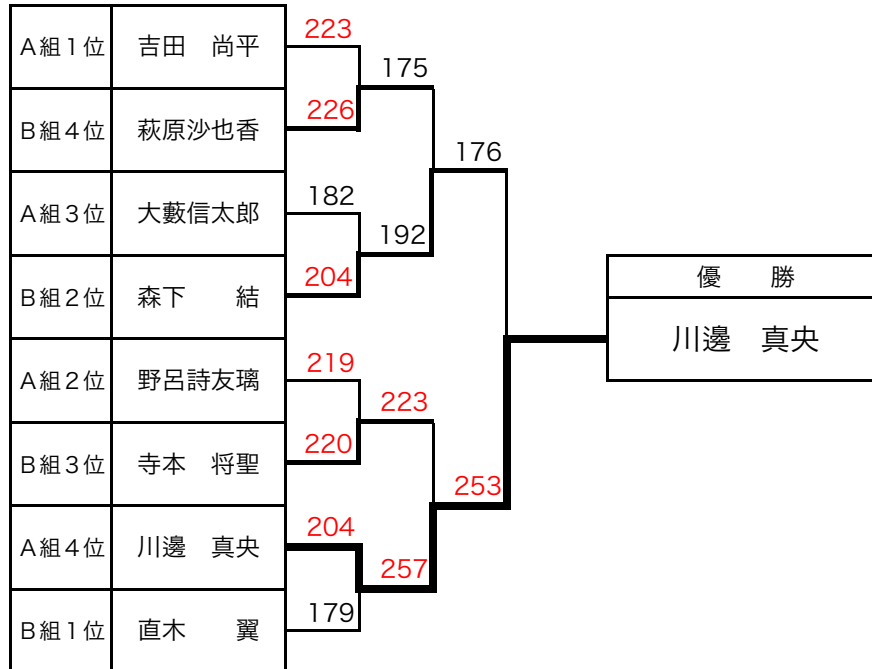 A組1位 吉田 尚平 223
175
B組4位 萩原沙也香 226
176
A組3位 大藪信太郎 182
192
B組2位 森下 結 204
優 勝
川邊 真央
A組2位 野呂詩友璃 219
223
B組3位 寺本 将聖 220
253
A組4位 川邊 真央 204
257
B組1位 直木 翼 179